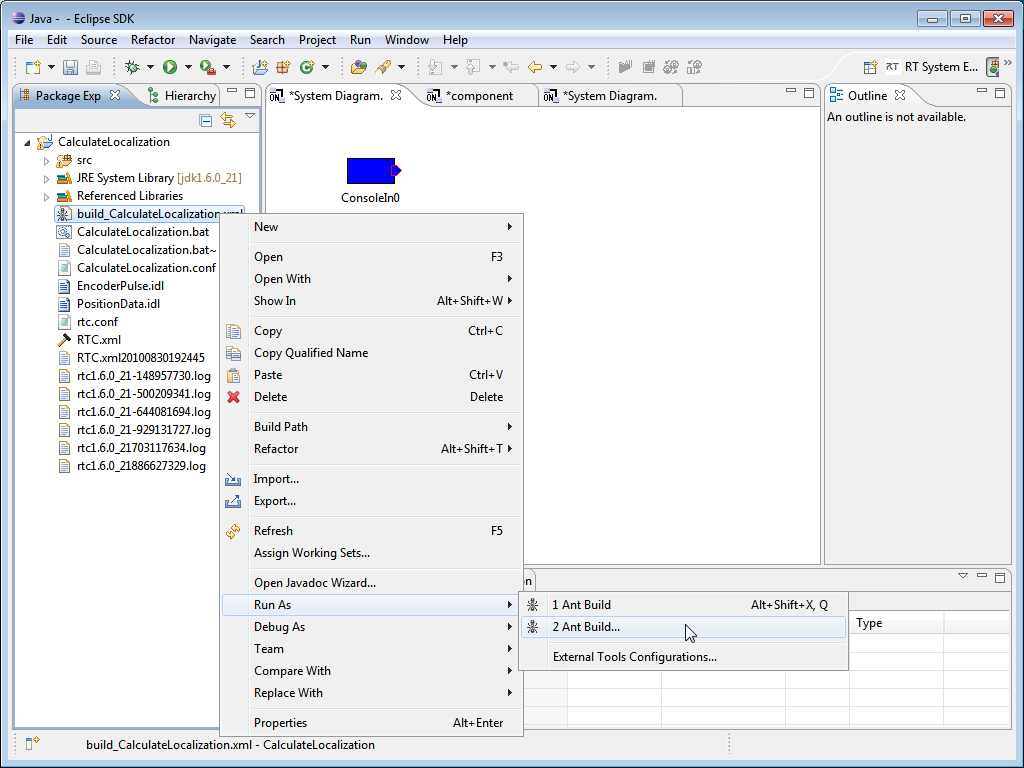 Java - - Eclipse SDK
File Edit Source Refactor Navigate Search Project Run Window Help
RT RT System E...
Package Exp
Hierarchy
ON *System Diagram.
ON *component
ON *System Diagram.
Outline
An outline is not available.
CalculateLocalization
src
JRE System Library [jdk1.6.0_21]
Referenced Libraries
build_CalculateLocalization.xml
CalculateLocalization.bat
CalculateLocalization.bat~
CalculateLocalization.conf
EncoderPulse.idl
PositionData.idl
rtc.conf
RTC.xml
RTC.xml20100830192445
rtc1.6.0_21-148957730.log
rtc1.6.0_21-500209341.log
rtc1.6.0_21-644081694.log
rtc1.6.0_21-929131727.log
rtc1.6.0_21703117634.log
rtc1.6.0_21886627329.log
ConsoleIn0
New
Open F3
Open With
Show In Alt+Shift+W
Copy Ctrl+C
Copy Qualified Name
Paste Ctrl+V
Delete Delete
Build Path
Refactor Alt+Shift+T
Import...
Export...
Refresh F5
Assign Working Sets...
Open Javadoc Wizard...
Run As
Debug As
Team
Compare With
Replace With
Properties Alt+Enter
1 Ant Build Alt+Shift+X, Q
2 Ant Build...
External Tools Configurations...
Type
build_CalculateLocalization.xml - CalculateLocalization